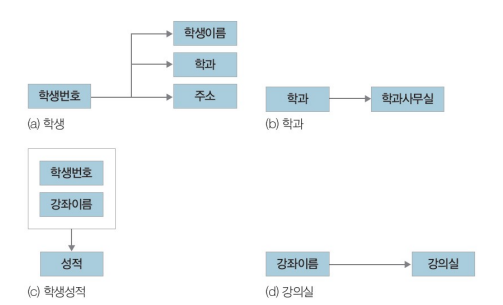 학생이름
학과
학생번호
주소
(a) 학생
학과
학과사무실
(b) 학과
학생번호
강좌이름
성적
(c) 학생성적
강좌이름
강의실
(d) 강의실